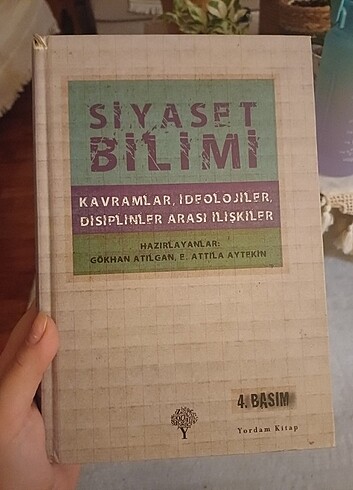 SİYASET
BİLİMİ
KAVRAMLAR, İDEOLOJİLER,
DİSİPLİNLER ARASI İLİŞKİLER
HAZIRLAYANLAR:
GÖKHAN ATILGAN, E. ATTİLA AYTEKİN
4. BASIM
Y
Yordam Kitap